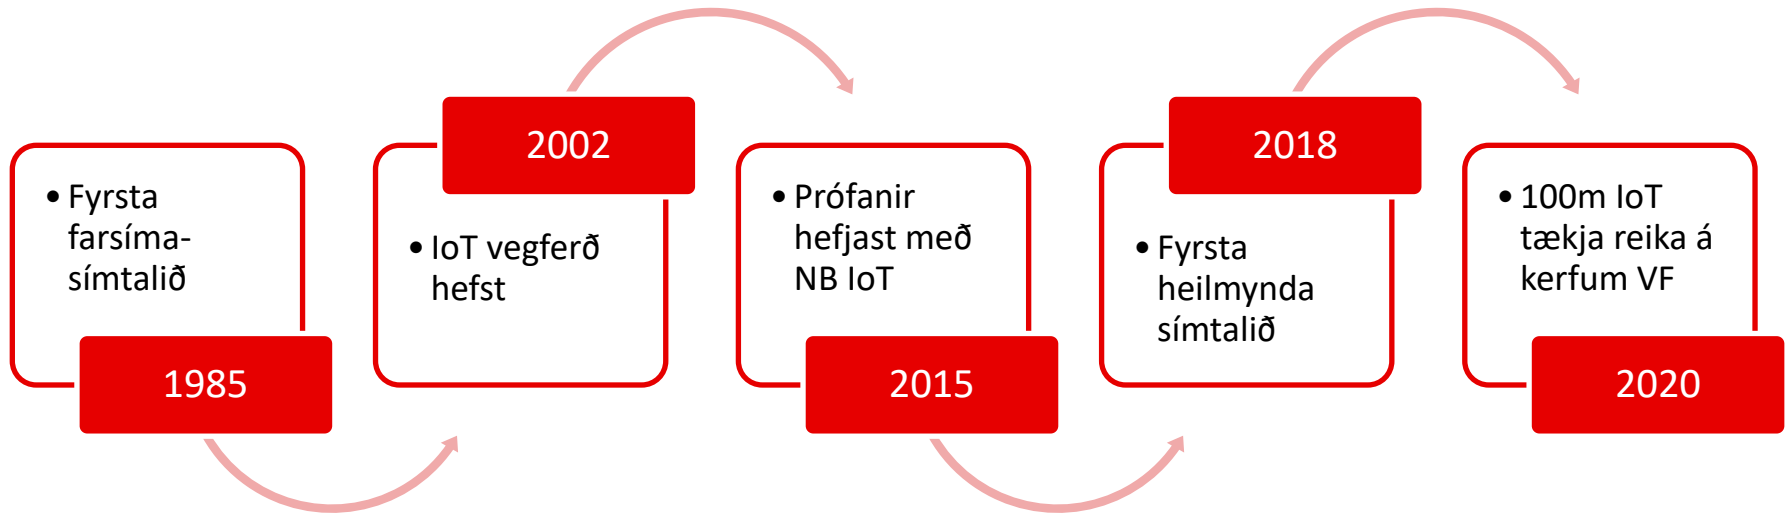 • Fyrsta
farsíma-
símtalið
1985
2002
• IoT vegferð
hefst
• Prófanir
hefjast með
NB IoT
2015
2018
• Fyrsta
heilmynda
símtalið
• 100m IoT
tækja reika á
kerfum VF
2020